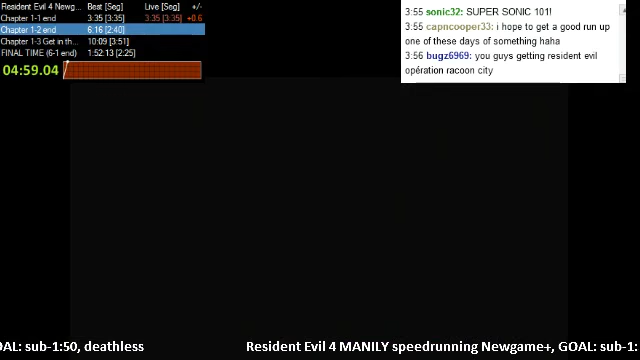 Resident Evil 4 Newg... Beat [Seg] Live [Seg] +/-
Chapter 1-1 end 3:35 [3:35] 3:35 [3:35] +0.6
Chapter 1-2 end 6:16 [2:40]
Chapter 1-3 Get in th... 10:09 [3:51]
FINAL TIME (6-1 end) 1:52:13 [2:25]
04:59.04
3:55 sonic32: SUPER SONIC 101!
3:55 capncooper33: i hope to get a good run up
one of these days of something haha
3:56 bugz6969: you guys getting resident evil
opération racoon city
OAL: sub-1:50, deathless
Resident Evil 4 MANILY speedrunning Newgame+, GOAL: sub-1: